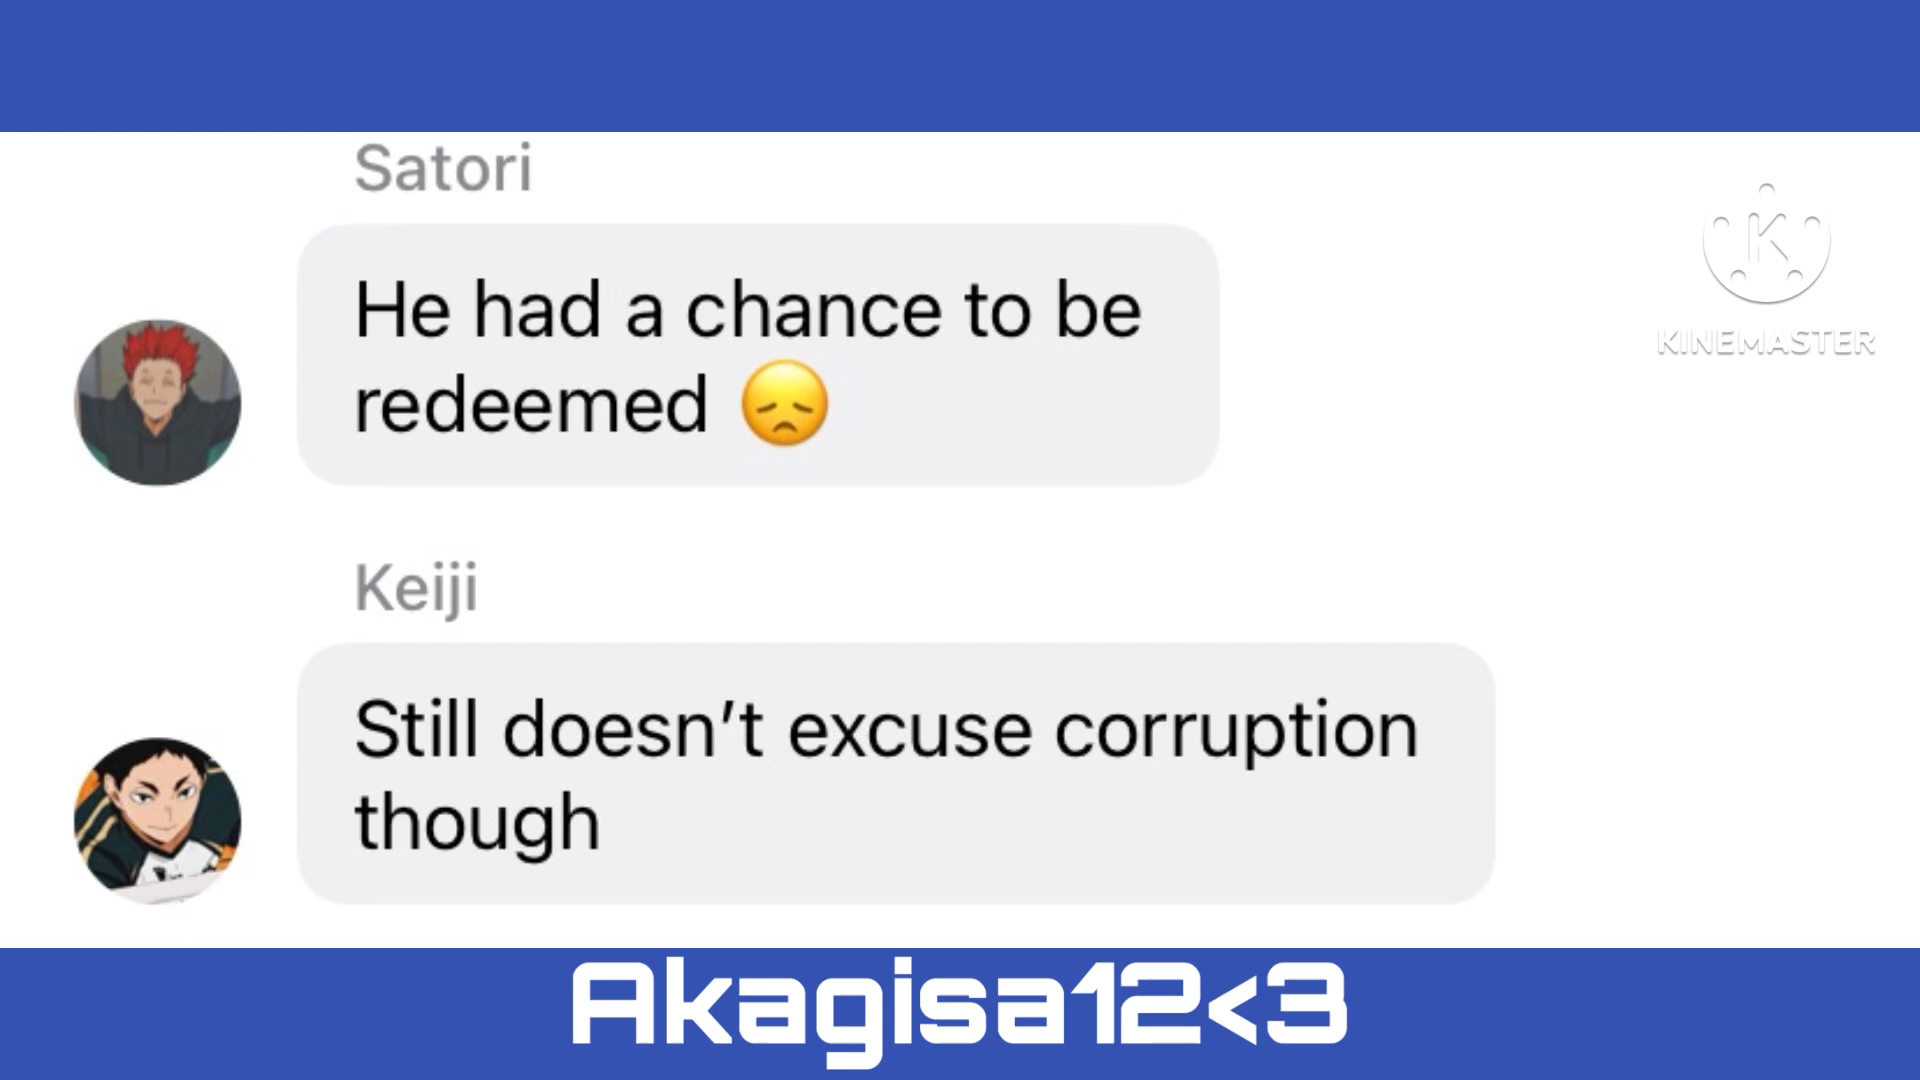 Satori
He had a chance to be
redeemed 😞
K
KINEMASTER
Keiji
Still doesn’t excuse corruption
though
Akagisa12<3